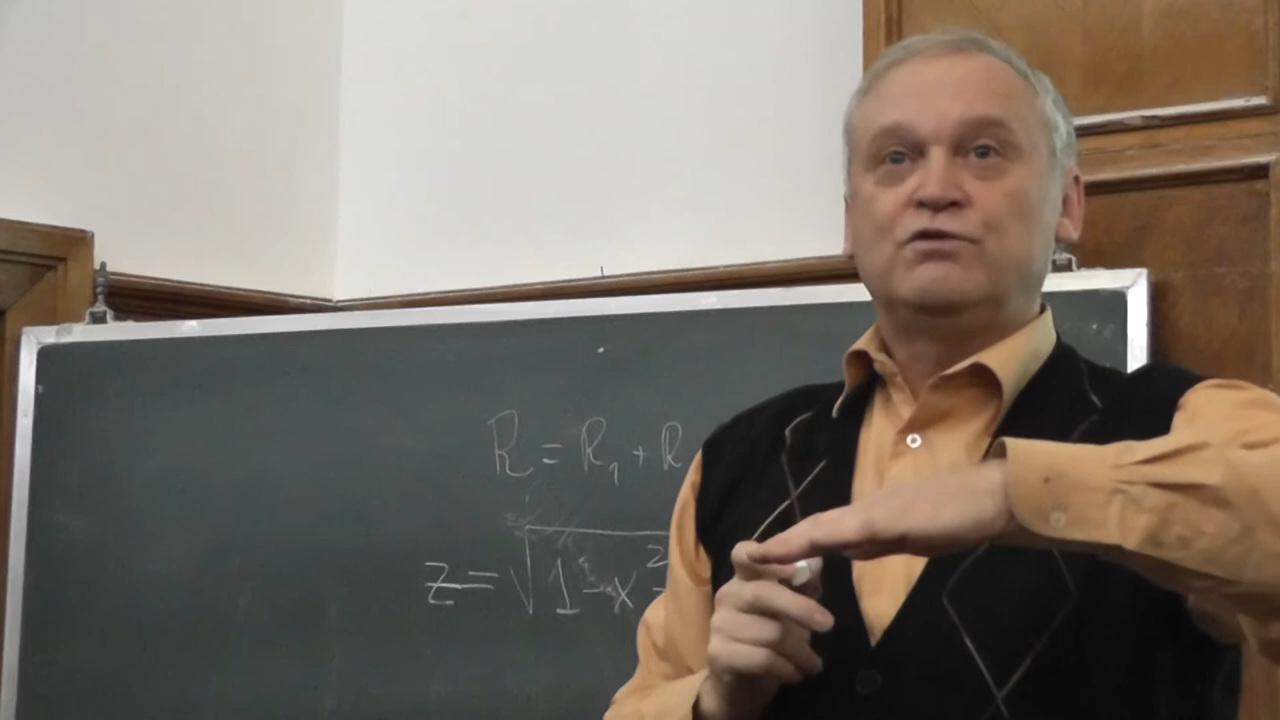 R = R₁ + R
z = √1 - x² -